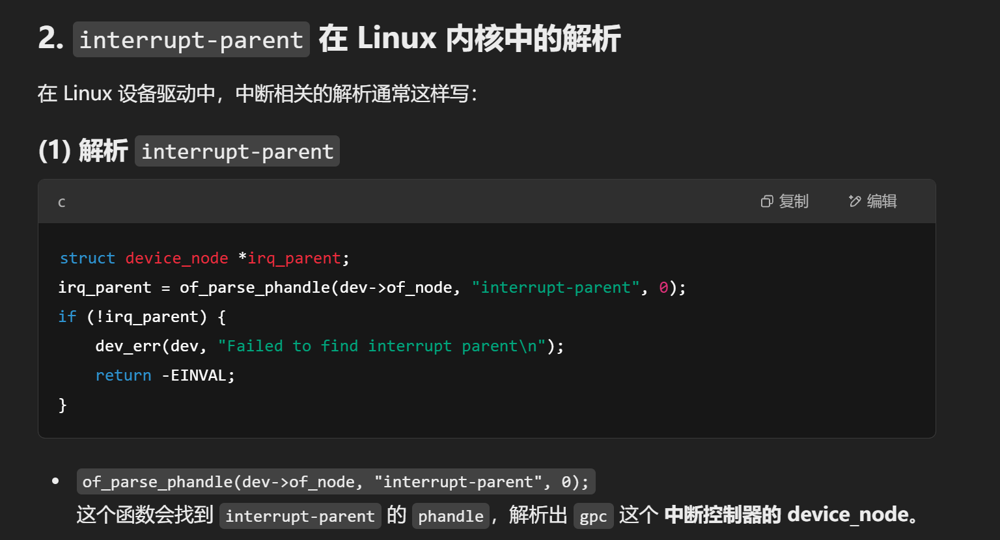 2. interrupt-parent 在 Linux 内核中的解析
在 Linux 设备驱动中，中断相关的解析通常这样写：
(1) 解析 interrupt-parent
c 复制 编辑
struct device_node *irq_parent;
irq_parent = of_parse_phandle(dev->of_node, "interrupt-parent", 0);
if (!irq_parent) {
    dev_err(dev, "Failed to find interrupt parent\n");
    return -EINVAL;
}
• of_parse_phandle(dev->of_node, "interrupt-parent", 0);
这个函数会找到 interrupt-parent 的 phandle，解析出 gpc 这个 中断控制器的 device_node。